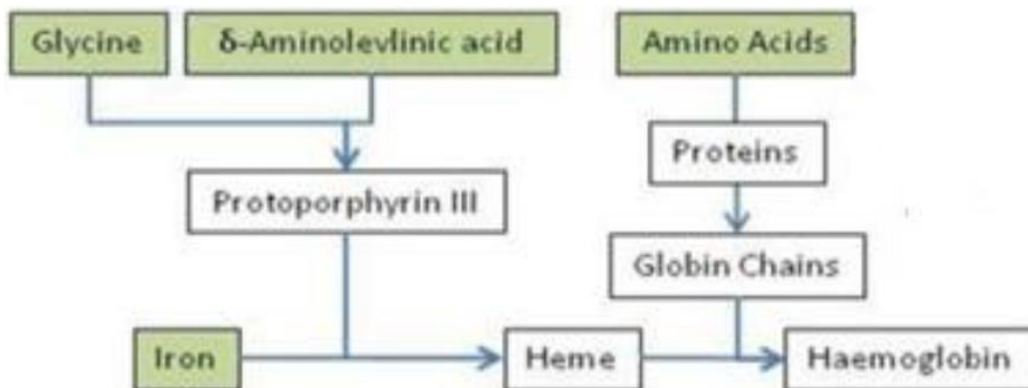 Glycine
δ-Aminolevlinic acid
Amino Acids
Proteins
Protoporphyrin III
Globin Chains
Iron
Heme
Haemoglobin